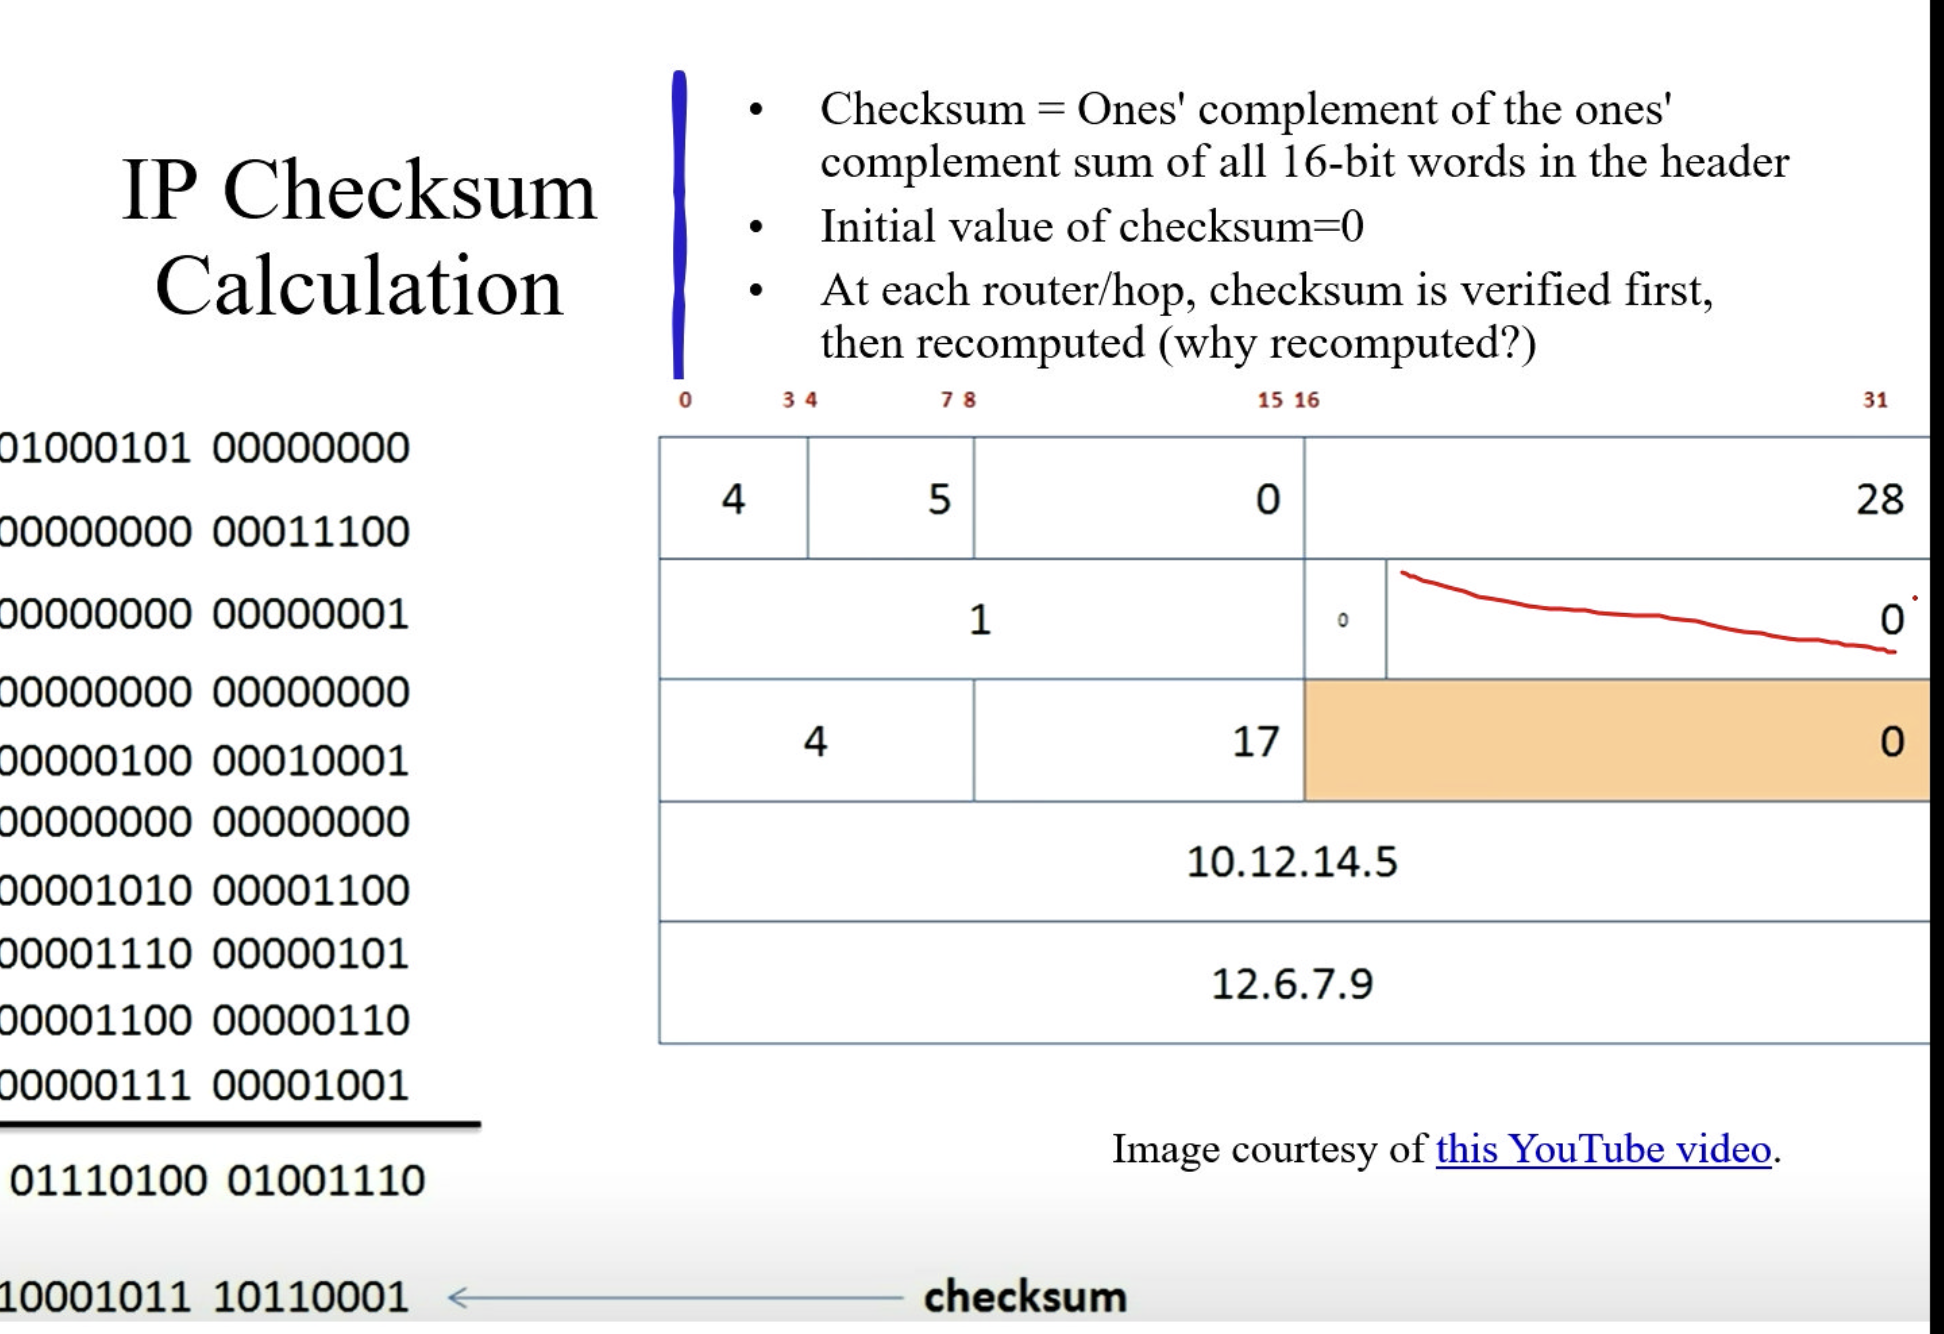 IP Checksum
Calculation
• Checksum = Ones' complement of the ones'
complement sum of all 16-bit words in the header
• Initial value of checksum=0
• At each router/hop, checksum is verified first,
then recomputed (why recomputed?)
01000101 00000000
00000000 00011100
00000000 00000001
00000000 00000000
00000100 00010001
00000000 00000000
00001010 00001100
00001110 00000101
00001100 00000110
00000111 00001001
01110100 01001110
10001011 10110001
checksum
0 3 4 7 8 15 16 31
4 5 0 28
1 0 0
4 17 0
10.12.14.5
12.6.7.9
Image courtesy of this YouTube video.